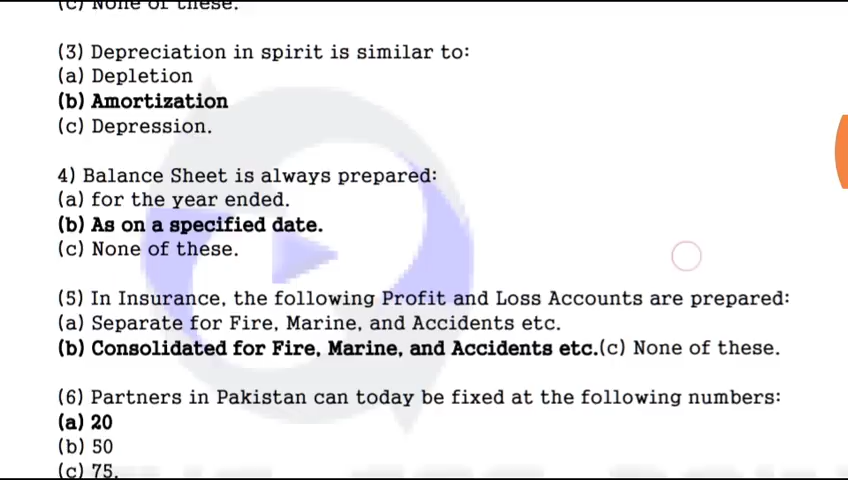 (c) None of these.
(3) Depreciation in spirit is similar to:
(a) Depletion
(b) Amortization
(c) Depression.
4) Balance Sheet is always prepared:
(a) for the year ended.
(b) As on a specified date.
(c) None of these.
(5) In Insurance, the following Profit and Loss Accounts are prepared:
(a) Separate for Fire, Marine, and Accidents etc.
(b) Consolidated for Fire, Marine, and Accidents etc.(c) None of these.
(6) Partners in Pakistan can today be fixed at the following numbers:
(a) 20
(b) 50
(c) 75.